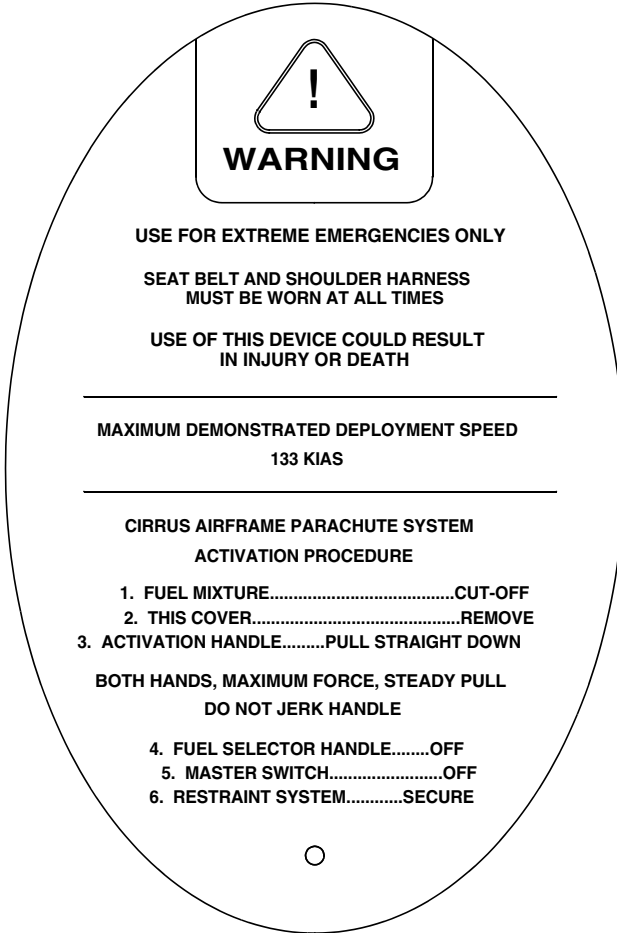 !
WARNING
USE FOR EXTREME EMERGENCIES ONLY
SEAT BELT AND SHOULDER HARNESS
MUST BE WORN AT ALL TIMES
USE OF THIS DEVICE COULD RESULT
IN INJURY OR DEATH
MAXIMUM DEMONSTRATED DEPLOYMENT SPEED
133 KIAS
CIRRUS AIRFRAME PARACHUTE SYSTEM
ACTIVATION PROCEDURE
1. FUEL MIXTURE.......................................CUT-OFF
2. THIS COVER............................................REMOVE
3. ACTIVATION HANDLE.........PULL STRAIGHT DOWN
BOTH HANDS, MAXIMUM FORCE, STEADY PULL
DO NOT JERK HANDLE
4. FUEL SELECTOR HANDLE........OFF
5. MASTER SWITCH........................OFF
6. RESTRAINT SYSTEM............SECURE